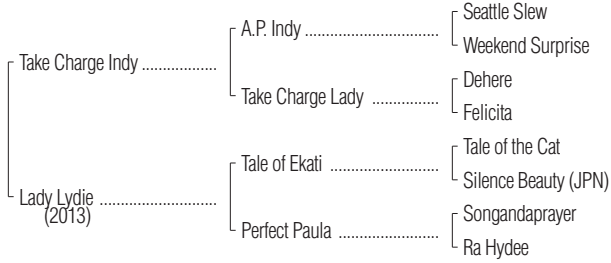 Seattle Slew
A.P. Indy ........................
Weekend Surprise
Take Charge Indy .................
Dehere
Take Charge Lady ...............
Felicita
Tale of the Cat
Tale of Ekati ........................
Silence Beauty (JPN)
Lady Lydie .........................
(2013)
Songandaprayer
Perfect Paula ......................
Ra Hydee